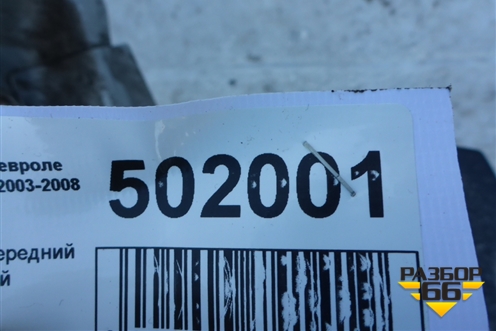 евроле
2003-2008
502001
ередний
й
РАЗБОР
66